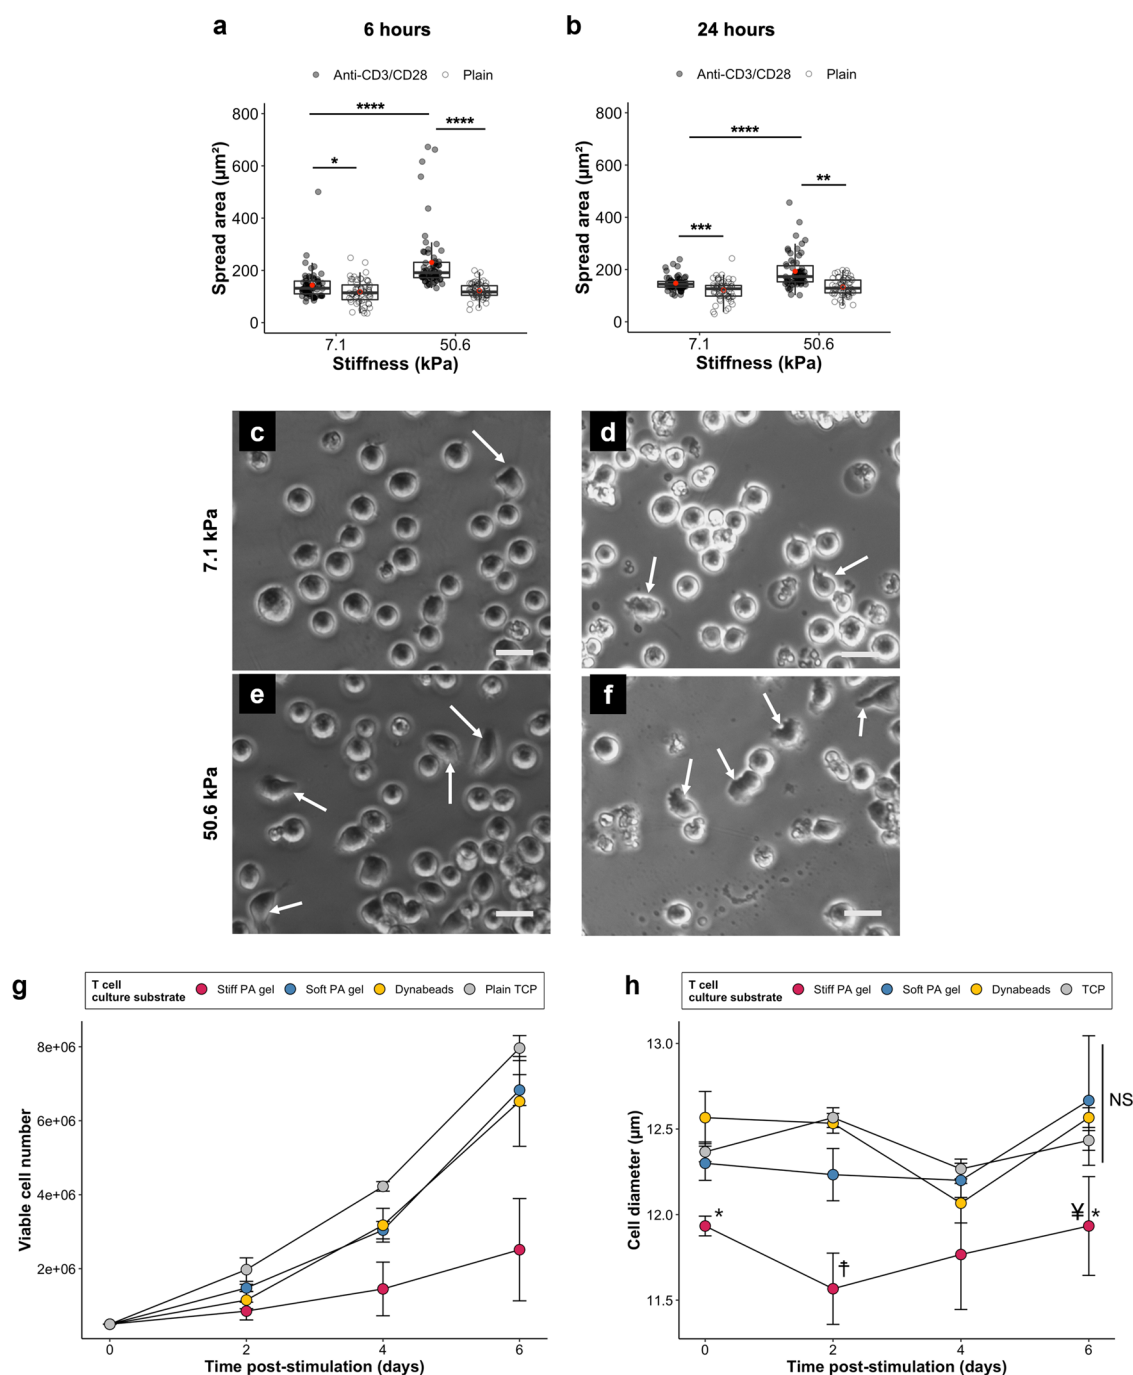 a
6 hours
b
24 hours
Anti-CD3/CD28
Plain
Anti-CD3/CD28
Plain
Spread area (µm²)
800
600
400
200
0
****
****
*
7.1
50.6
Stiffness (kPa)
Spread area (µm²)
800
600
400
200
0
****
**
***
7.1
50.6
Stiffness (kPa)
7.1 kPa
c
d
50.6 kPa
e
f
g
T cell
culture substrate
Stiff PA gel
Soft PA gel
Dynabeads
Plain TCP
Viable cell number
8e+06
6e+06
4e+06
2e+06
0
2
4
6
Time post-stimulation (days)
h
T cell
culture substrate
Stiff PA gel
Soft PA gel
Dynabeads
TCP
Cell diameter (µm)
13.0
12.5
12.0
11.5
NS
*
☨
¥ *
0
2
4
6
Time post-stimulation (days)